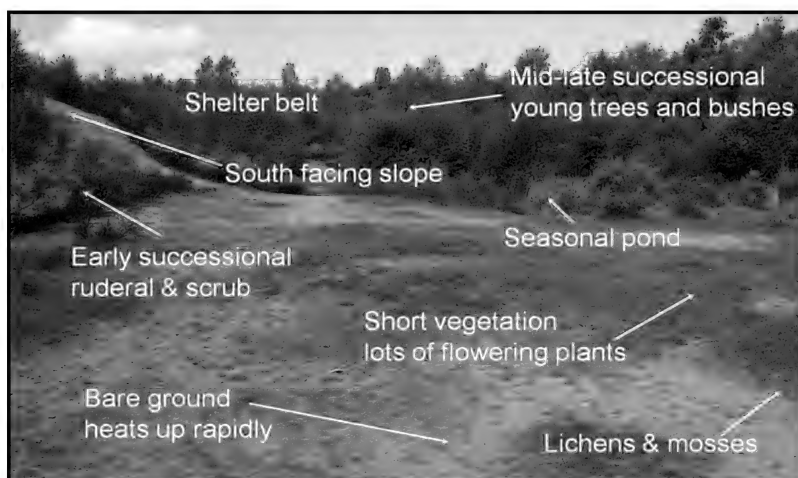 Shelter belt
Mid-late successional
young trees and bushes
South facing slope
Early successional
ruderal & scrub
Seasonal pond
Short vegetation
lots of flowering plants
Bare ground
heats up rapidly
Lichens & mosses